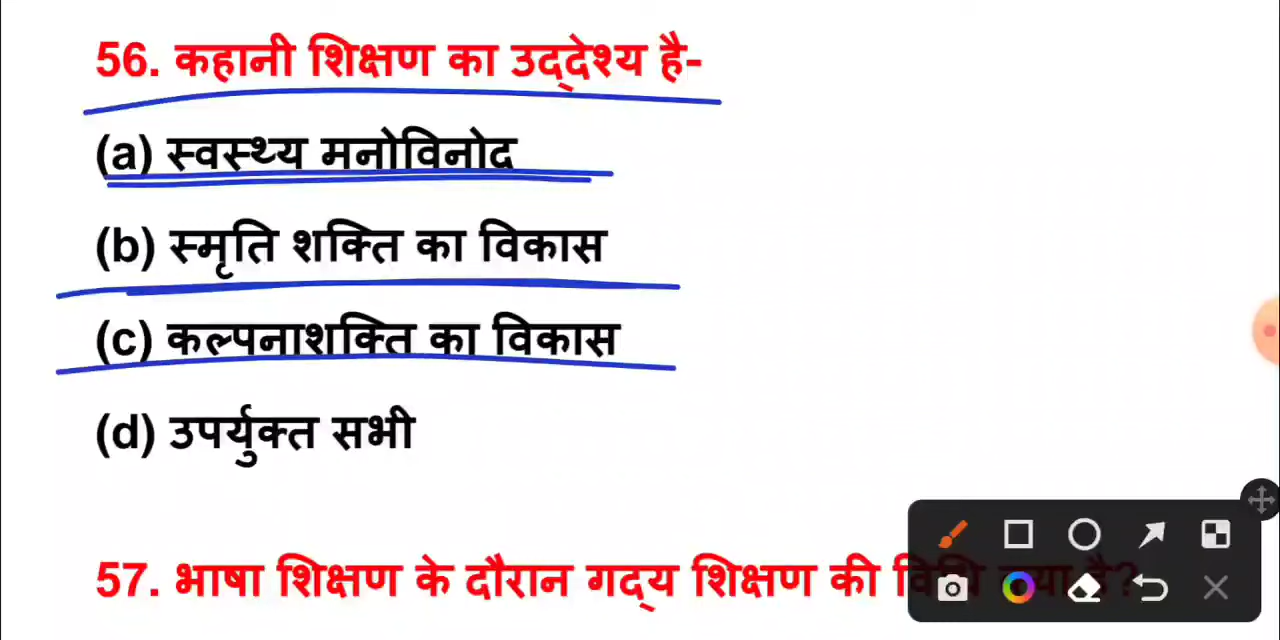 56. कहानी शिक्षण का उद्देश्य है-
(a) स्वस्थ्य मनोविनोद
(b) स्मृति शक्ति का विकास
(c) कल्पनाशक्ति का विकास
(d) उपर्युक्त सभी
57. भाषा शिक्षण के दौरान गद्य शिक्षण की विधि क्या है?